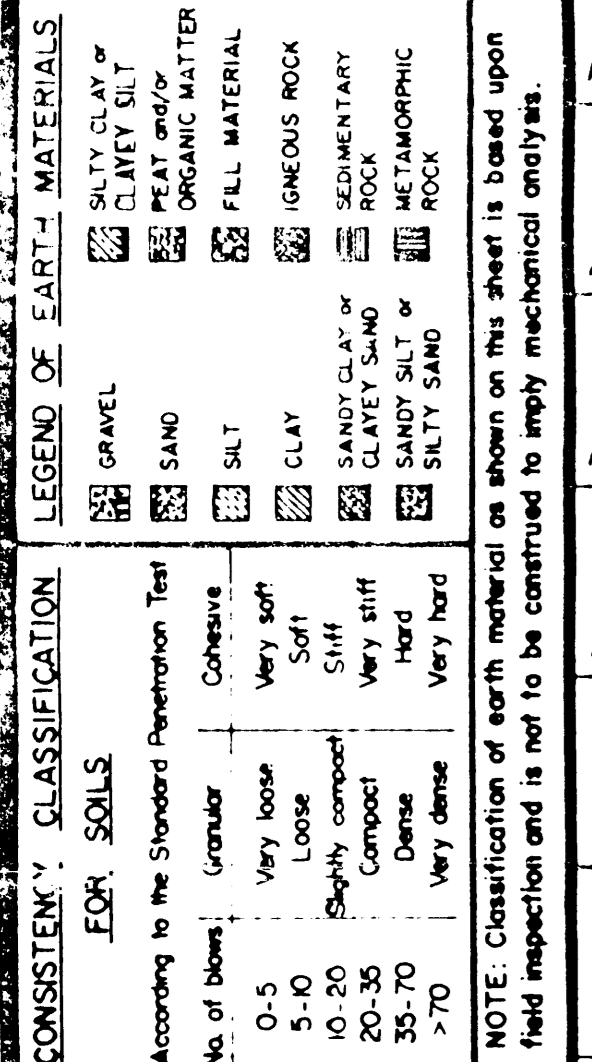 CONSISTENCY CLASSIFICATION
FOR SOILS
According to the Standard Penetration Test
No. of blows Granular Cohesive
0-5 Very loose Very soft
5-10 Loose Soft
10-20 Slightly compact Stiff
20-35 Compact Very stiff
35-70 Dense Hard
>70 Very dense Very hard
LEGEND OF EARTH MATERIALS
GRAVEL
SAND
SILT
CLAY
SANDY CLAY or
CLAYEY SAND
SANDY SILT or
SILTY SAND
SILTY CLAY or
CLAYEY SILT
PEAT and/or
ORGANIC MATTER
FILL MATERIAL
IGNEOUS ROCK
SEDIMENTARY
ROCK
METAMORPHIC
ROCK
NOTE: Classification of earth material as shown on this sheet is based upon
field inspection and is not to be construed to imply mechanical analysis.